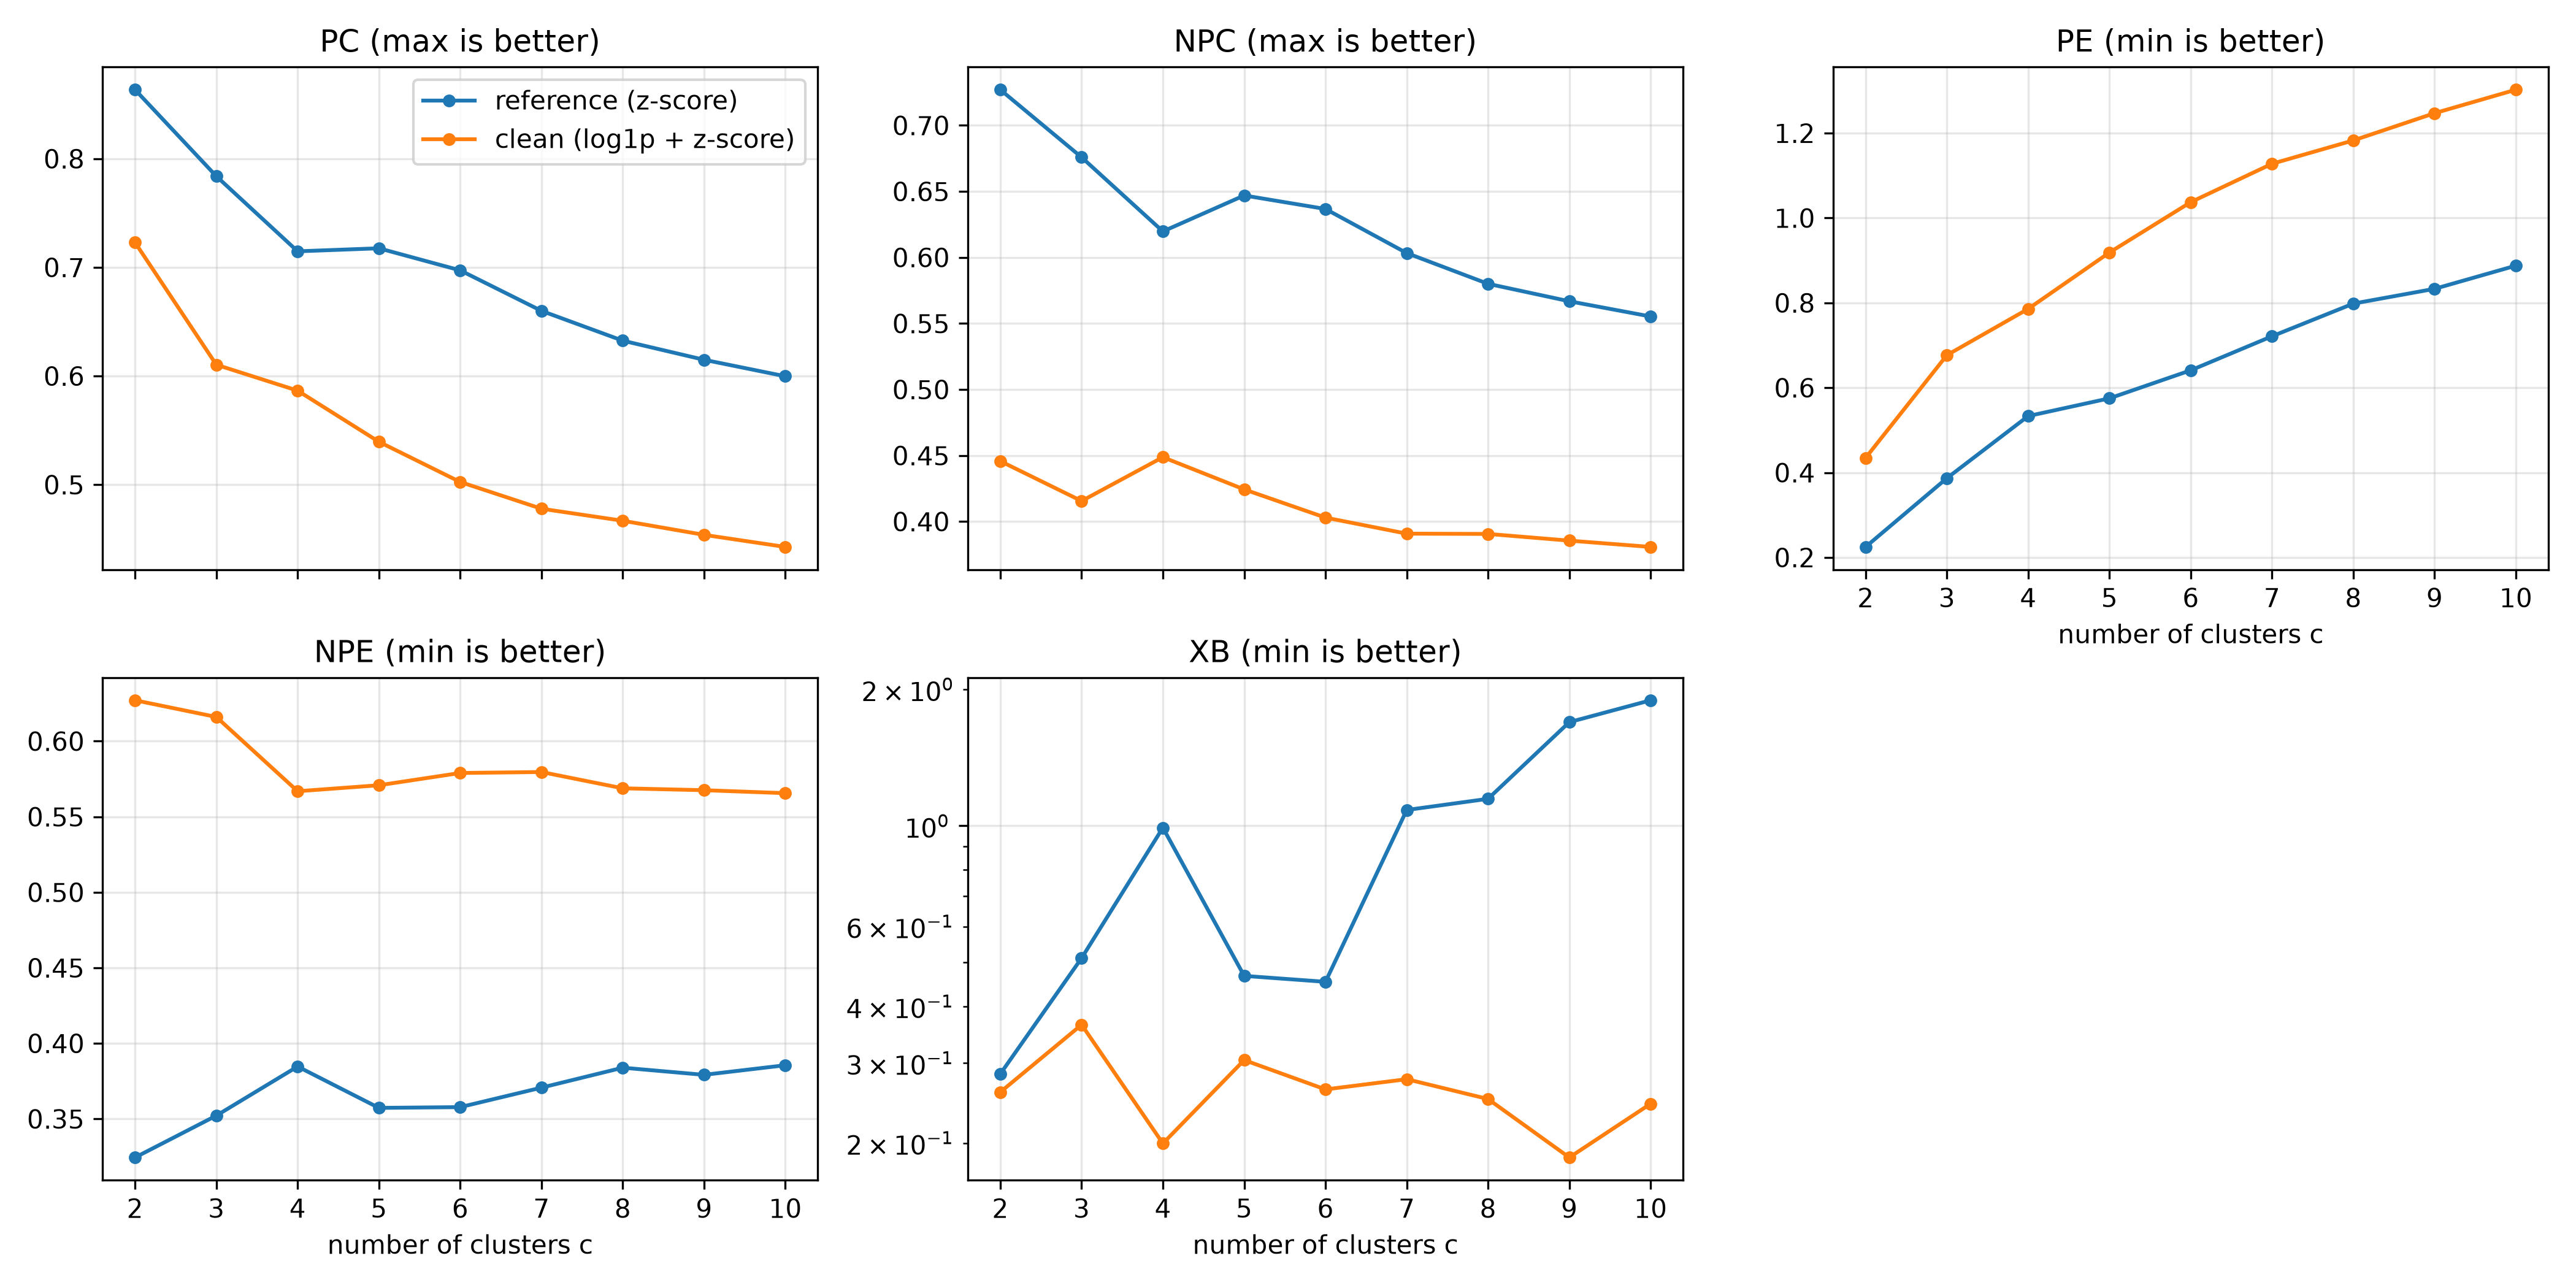 PC (max is better)
0.8
0.7
0.6
0.5
reference (z-score)
clean (log1p + z-score)
NPC (max is better)
0.70
0.65
0.60
0.55
0.50
0.45
0.40
PE (min is better)
1.2
1.0
0.8
0.6
0.4
0.2
2 3 4 5 6 7 8 9 10
number of clusters c
NPE (min is better)
0.60
0.55
0.50
0.45
0.40
0.35
2 3 4 5 6 7 8 9 10
number of clusters c
XB (min is better)
2 × 10⁰
10⁰
6 × 10⁻¹
4 × 10⁻¹
3 × 10⁻¹
2 × 10⁻¹
2 3 4 5 6 7 8 9 10
number of clusters c